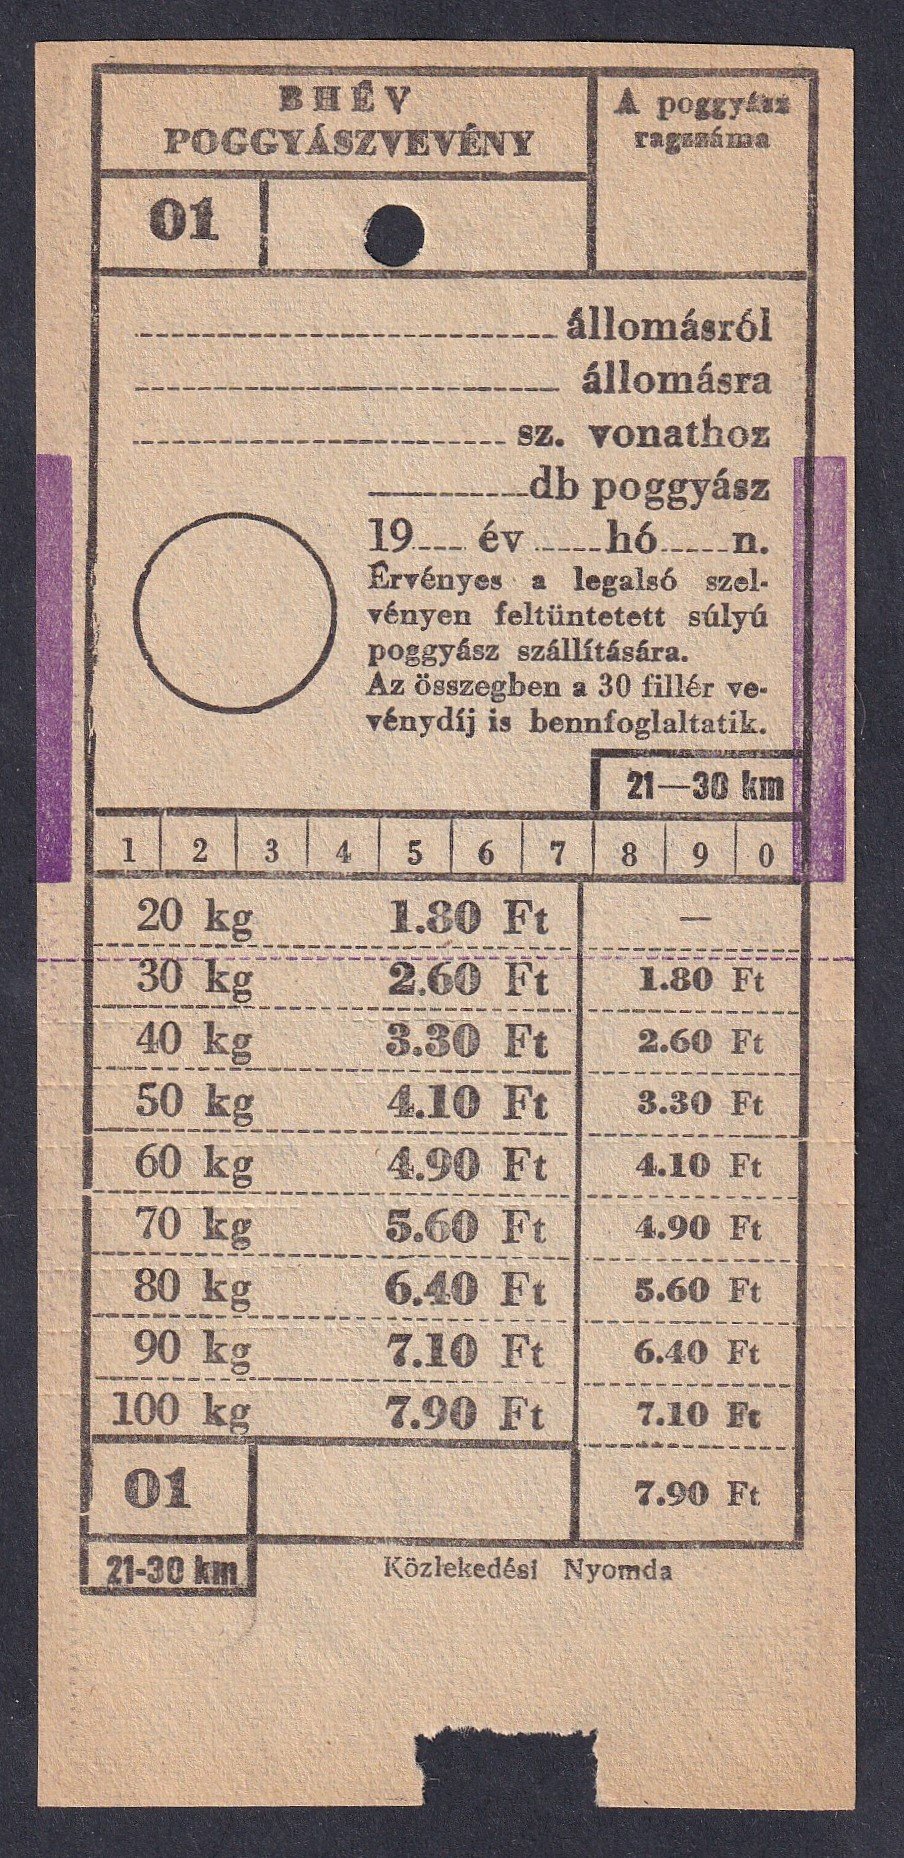 BHÉV
POGGYÁSZVEVÉNY
A poggyász
ragszáma
01
állomásról
állomásra
sz. vonathoz
db poggyász
19 év hó n.
Érvényes a legalsó szel-
vényen feltüntetett súlyú
poggyász szállítására.
Az összegben a 30 fillér ve-
vénydíj is bennfoglaltatik.
21—30 km
1 2 3 4 5 6 7 8 9 0
20 kg 1.80 Ft —
30 kg 2.60 Ft 1.80 Ft
40 kg 3.30 Ft 2.60 Ft
50 kg 4.10 Ft 3.30 Ft
60 kg 4.90 Ft 4.10 Ft
70 kg 5.60 Ft 4.90 Ft
80 kg 6.40 Ft 5.60 Ft
90 kg 7.10 Ft 6.40 Ft
100 kg 7.90 Ft 7.10 Ft
01 7.90 Ft
21-30 km
Közlekedési Nyomda